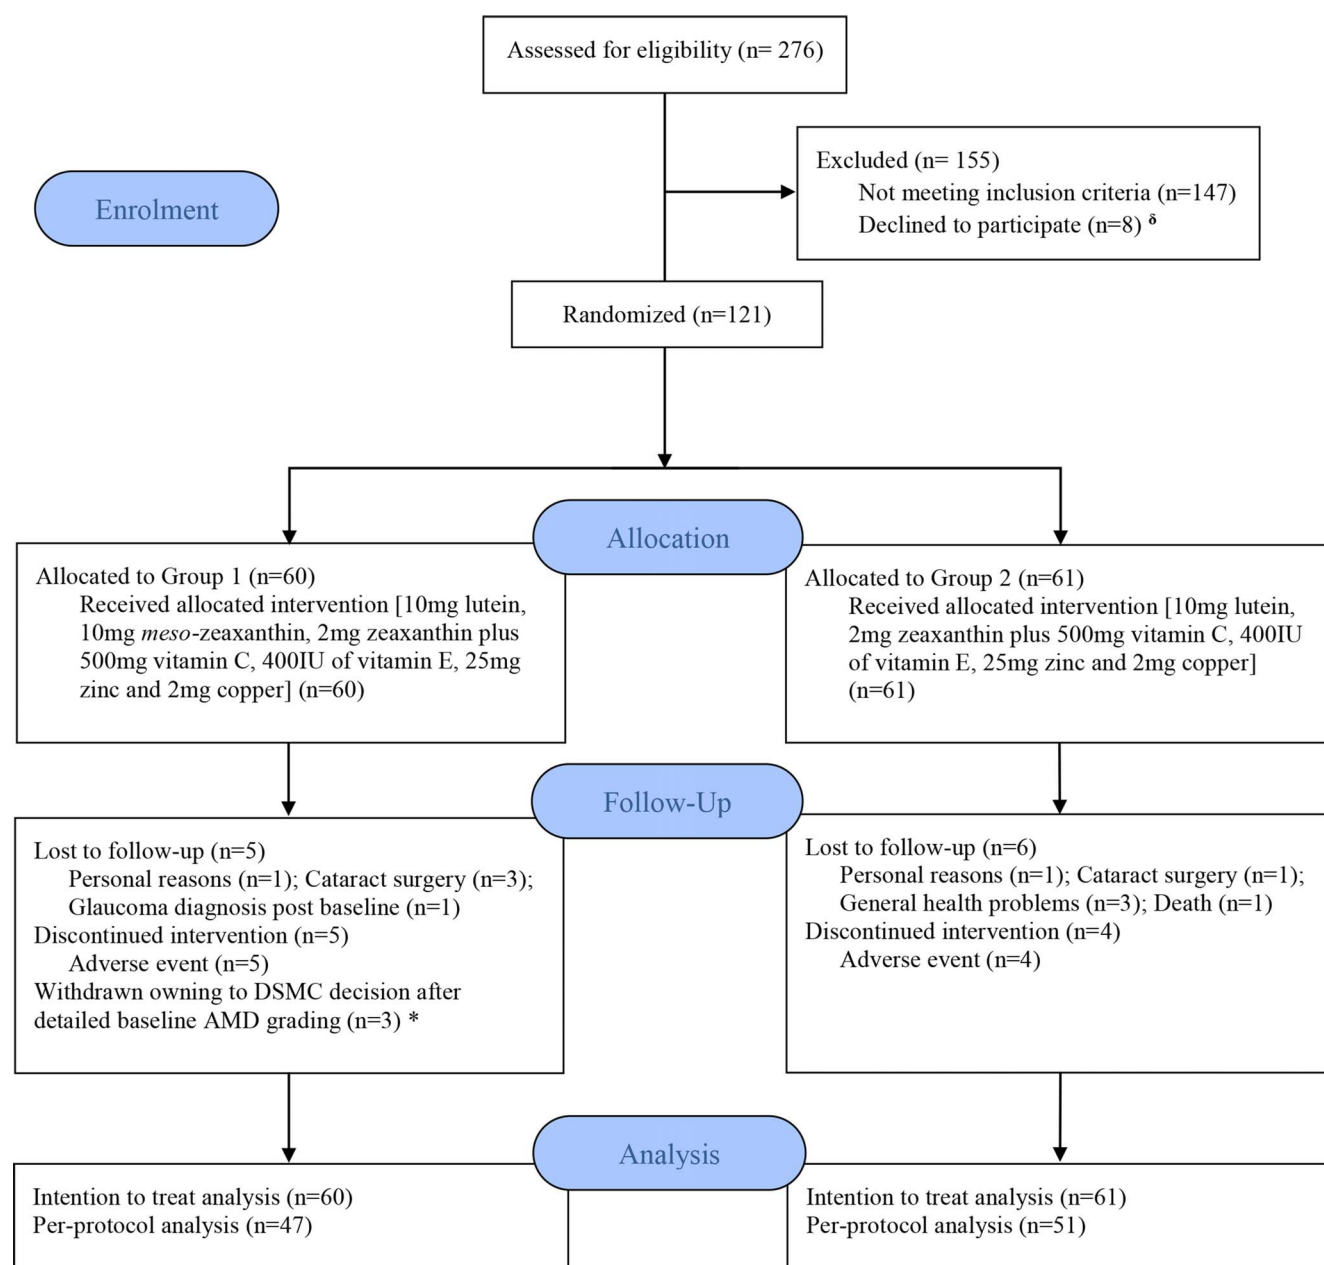 Assessed for eligibility (n= 276)
Excluded (n= 155)
Not meeting inclusion criteria (n=147)
Declined to participate (n=8) δ
Enrolment
Randomized (n=121)
Allocation
Allocated to Group 1 (n=60)
Received allocated intervention [10mg lutein,
10mg meso-zeaxanthin, 2mg zeaxanthin plus
500mg vitamin C, 400IU of vitamin E, 25mg
zinc and 2mg copper] (n=60)
Allocated to Group 2 (n=61)
Received allocated intervention [10mg lutein,
2mg zeaxanthin plus 500mg vitamin C, 400IU
of vitamin E, 25mg zinc and 2mg copper]
(n=61)
Follow-Up
Lost to follow-up (n=5)
Personal reasons (n=1); Cataract surgery (n=3);
Glaucoma diagnosis post baseline (n=1)
Discontinued intervention (n=5)
Adverse event (n=5)
Withdrawn owning to DSMC decision after
detailed baseline AMD grading (n=3) *
Lost to follow-up (n=6)
Personal reasons (n=1); Cataract surgery (n=1);
General health problems (n=3); Death (n=1)
Discontinued intervention (n=4)
Adverse event (n=4)
Analysis
Intention to treat analysis (n=60)
Per-protocol analysis (n=47)
Intention to treat analysis (n=61)
Per-protocol analysis (n=51)